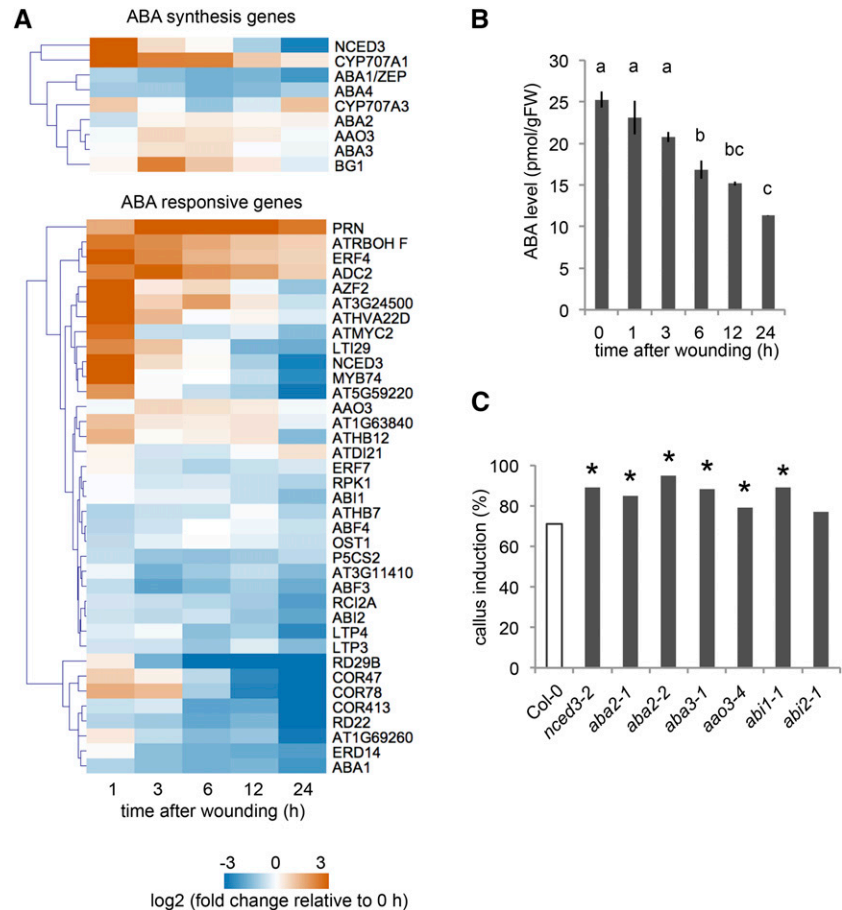 A
ABA synthesis genes
NCED3
CYP707A1
ABA1/ZEP
ABA4
CYP707A3
ABA2
AAO3
ABA3
BG1
ABA responsive genes
PRN
ATRBOH F
ERF4
ADC2
AZF2
AT3G24500
ATHVA22D
ATMYC2
LTI29
NCED3
MYB74
AT5G59220
AAO3
AT1G63840
ATHB12
ATDI21
ERF7
RPK1
ABI1
ATHB7
ABF4
OST1
P5CS2
AT3G11410
ABF3
RCI2A
ABI2
LTP4
LTP3
RD29B
COR47
COR78
COR413
RD22
AT1G69260
ERD14
ABA1
1 3 6 12 24
time after wounding (h)
-3 0 3
log2 (fold change relative to 0 h)
B
ABA level (pmol/gFW)
30
25
20
15
10
5
0
a a a b bc c
0 1 3 6 12 24
time after wounding (h)
C
callus induction (%)
100
80
60
40
20
0
* * * * * *
Col-0
nced3-2
aba2-1
aba2-2
aba3-1
aao3-4
abi1-1
abi2-1